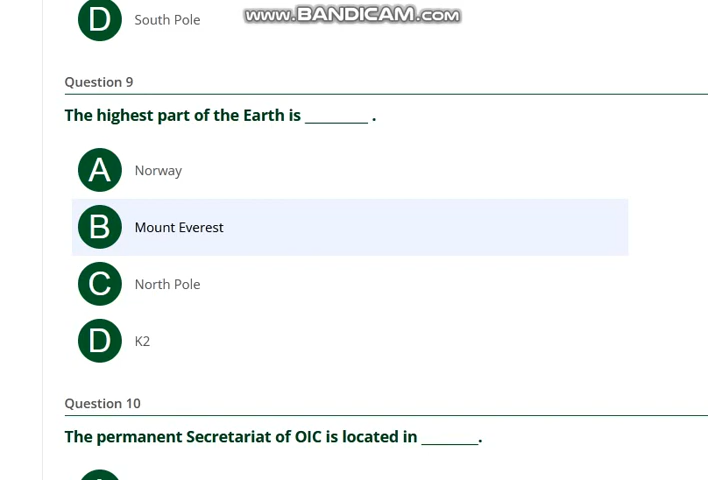 www.BANDICAM.com
D South Pole
Question 9
The highest part of the Earth is ________ .
A Norway
B Mount Everest
C North Pole
D K2
Question 10
The permanent Secretariat of OIC is located in _______.